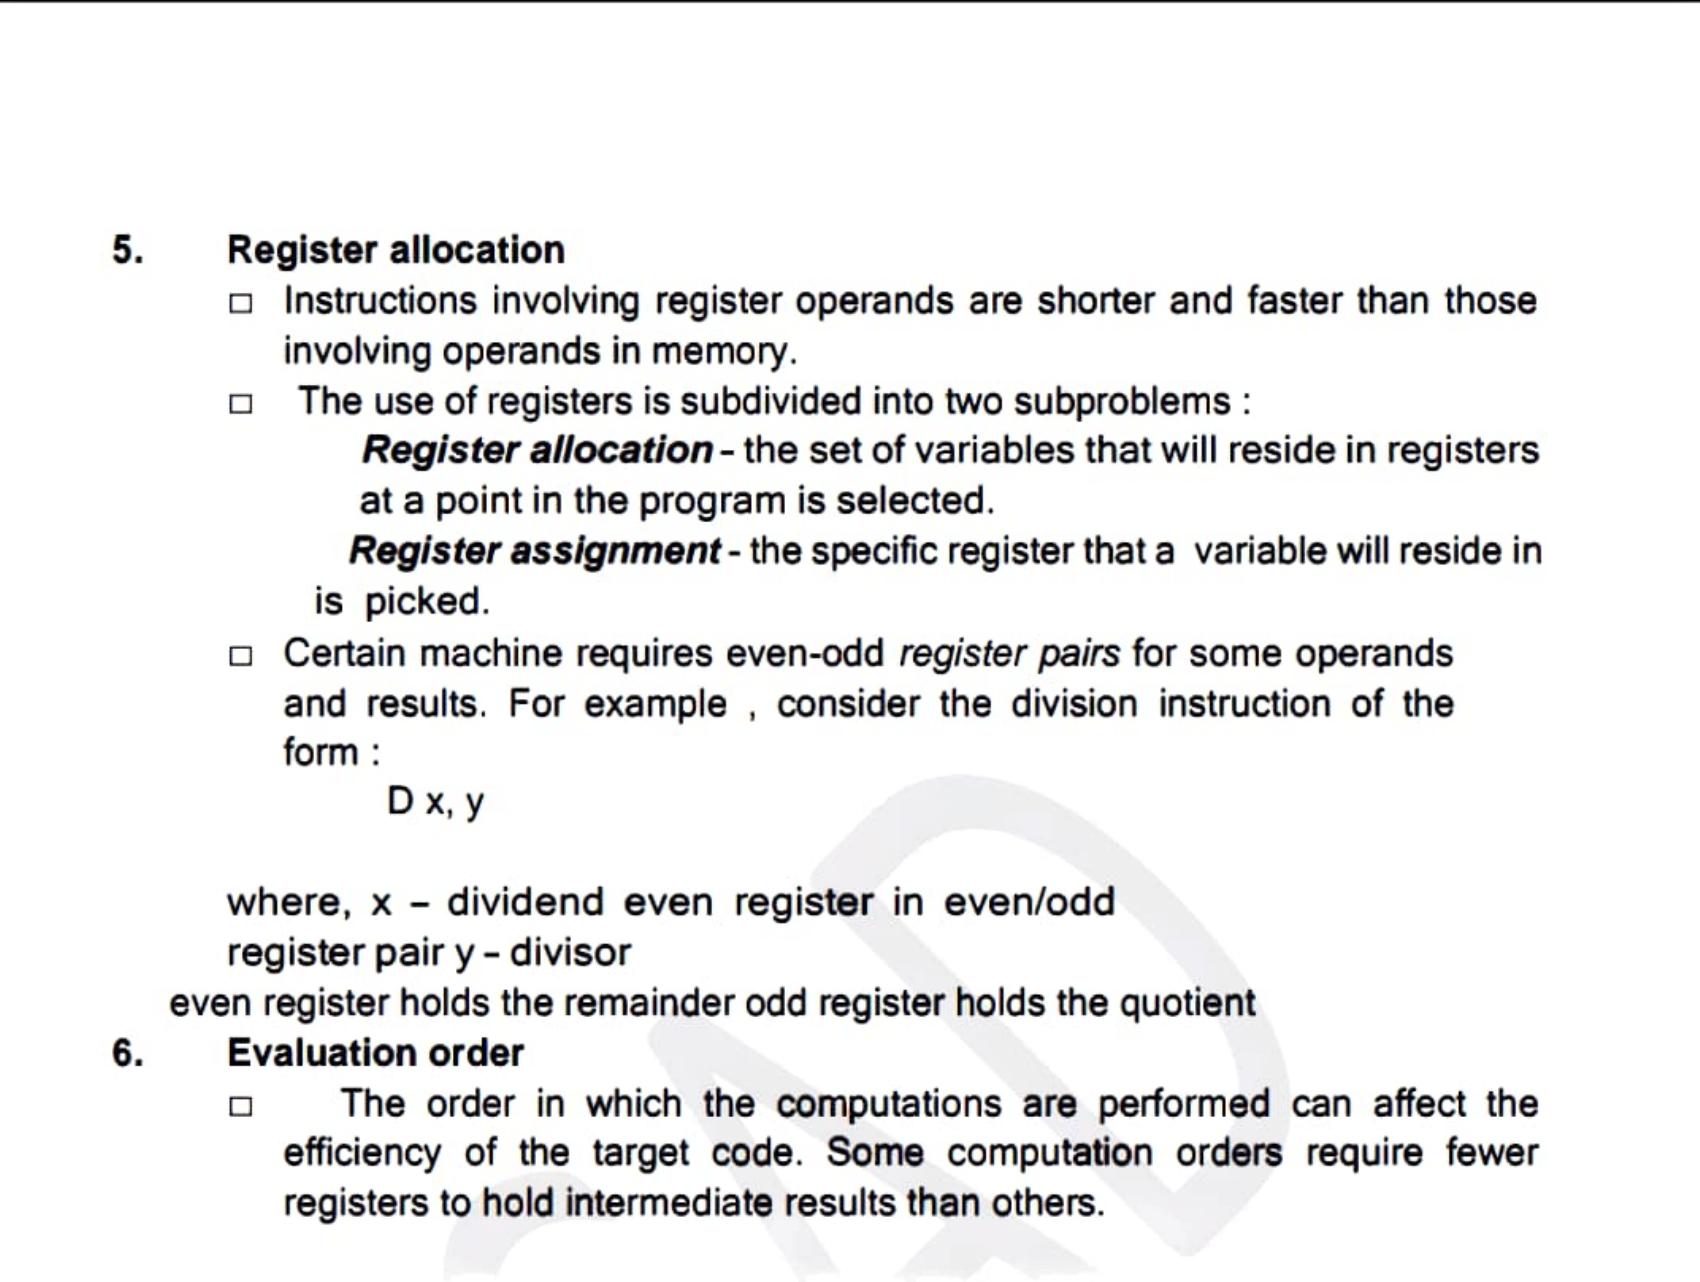 5. Register allocation
□ Instructions involving register operands are shorter and faster than those
involving operands in memory.
□ The use of registers is subdivided into two subproblems :
Register allocation - the set of variables that will reside in registers
at a point in the program is selected.
Register assignment - the specific register that a variable will reside in
is picked.
□ Certain machine requires even-odd register pairs for some operands
and results. For example , consider the division instruction of the
form :
D x, y
where, x – dividend even register in even/odd
register pair y – divisor
even register holds the remainder odd register holds the quotient
6. Evaluation order
□ The order in which the computations are performed can affect the
efficiency of the target code. Some computation orders require fewer
registers to hold intermediate results than others.